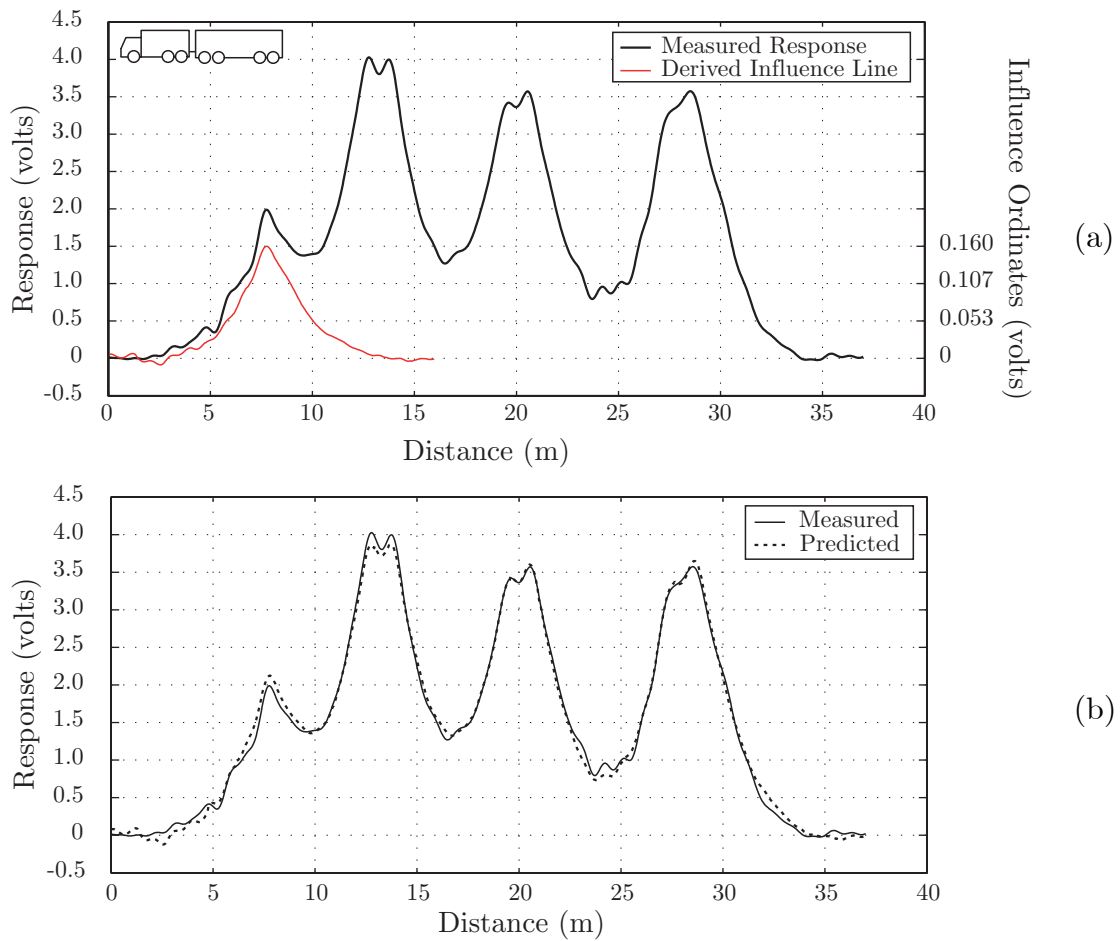 4.5
4.0
3.5
3.0
2.5
2.0
1.5
1.0
0.5
0
-0.5
Response (volts)
Measured Response
Derived Influence Line
0.160
0.107
0.053
0
Influence Ordinates (volts)
(a)
0 5 10 15 20 25 30 35 40
Distance (m)
4.5
4.0
3.5
3.0
2.5
2.0
1.5
1.0
0.5
0
-0.5
Response (volts)
Measured
Predicted
(b)
0 5 10 15 20 25 30 35 40
Distance (m)